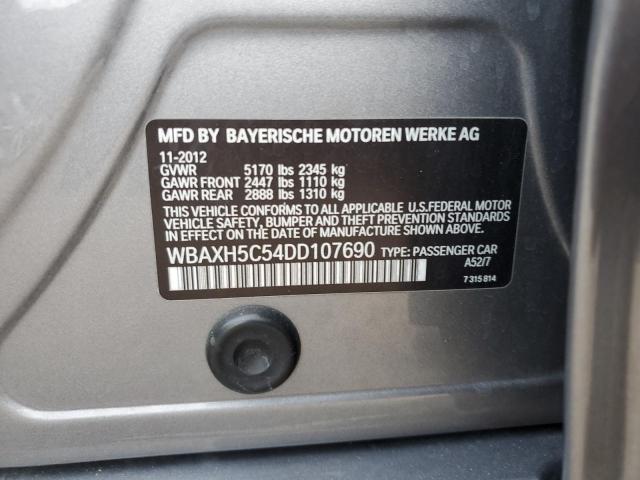 MFD BY BAYERISCHE MOTOREN WERKE AG
11-2012
GVWR 5170 lbs 2345 kg
GAWR FRONT 2447 lbs 1110 kg
GAWR REAR 2888 lbs 1310 kg
THIS VEHICLE CONFORMS TO ALL APPLICABLE U.S.FEDERAL MOTOR
VEHICLE SAFETY, BUMPER, AND THEFT PREVENTION STANDARDS
IN EFFECT ON THE DATE OF MANUFACTURE SHOWN ABOVE.
WBAXH5C54DD107690 TYPE: PASSENGER CAR
A52/7
7 315 814